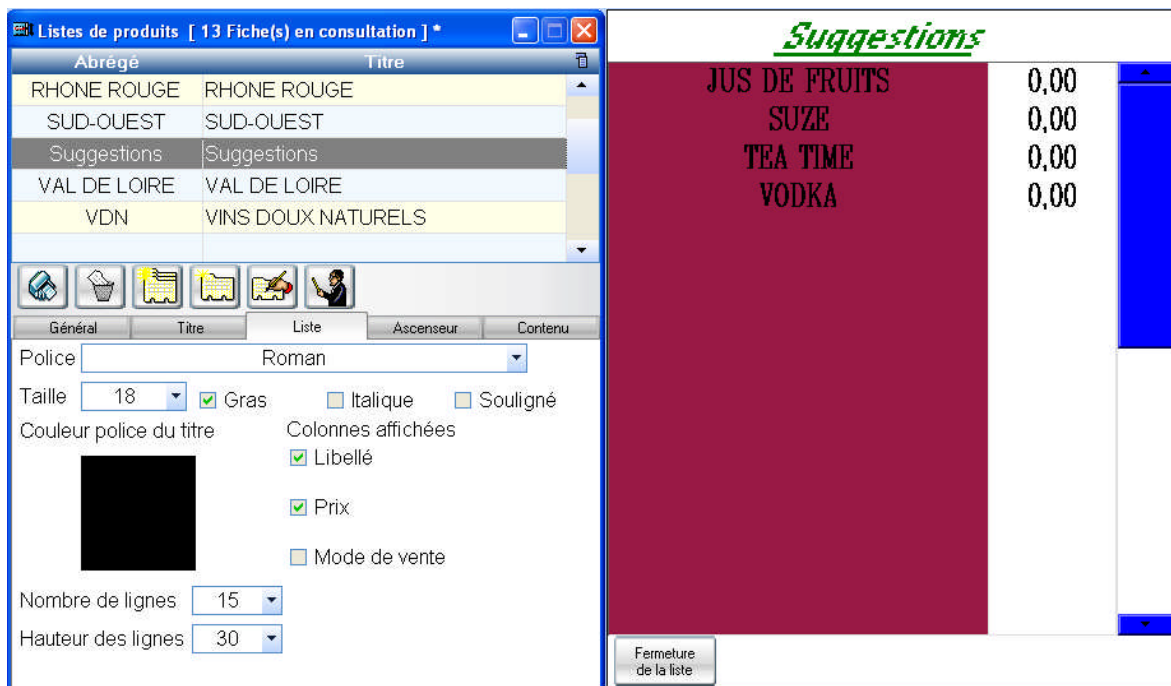 Listes de produits [ 13 Fiche(s) en consultation ] *
Abrégé Titre
RHONE ROUGE RHONE ROUGE
SUD-OUEST SUD-OUEST
Suggestions Suggestions
VAL DE LOIRE VAL DE LOIRE
VDN VINS DOUX NATURELS
Général Titre Liste Ascenseur Contenu
Police Roman
Taille 18 Gras Italique Souligné
Couleur police du titre Colonnes affichées
Libellé
Prix
Mode de vente
Nombre de lignes 15
Hauteur des lignes 30
Suggestions
JUS DE FRUITS 0,00
SUZE 0,00
TEA TIME 0,00
VODKA 0,00
Fermeture
de la liste